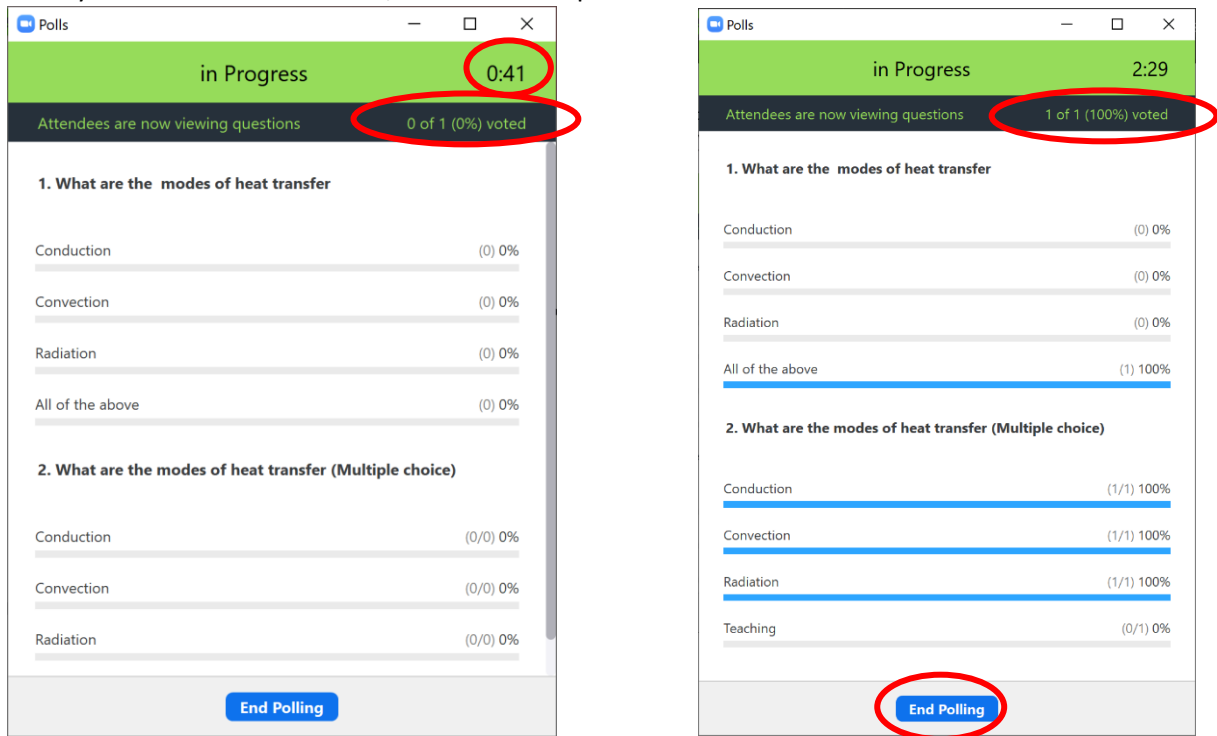 Polls
in Progress 0:41
Attendees are now viewing questions 0 of 1 (0%) voted
1. What are the  modes of heat transfer
Conduction (0) 0%
Convection (0) 0%
Radiation (0) 0%
All of the above (0) 0%
2. What are the modes of heat transfer (Multiple choice)
Conduction (0/0) 0%
Convection (0/0) 0%
Radiation (0/0) 0%
End Polling
Polls
in Progress 2:29
Attendees are now viewing questions 1 of 1 (100%) voted
1. What are the  modes of heat transfer
Conduction (0) 0%
Convection (0) 0%
Radiation (0) 0%
All of the above (1) 100%
2. What are the modes of heat transfer (Multiple choice)
Conduction (1/1) 100%
Convection (1/1) 100%
Radiation (1/1) 100%
Teaching (0/1) 0%
End Polling